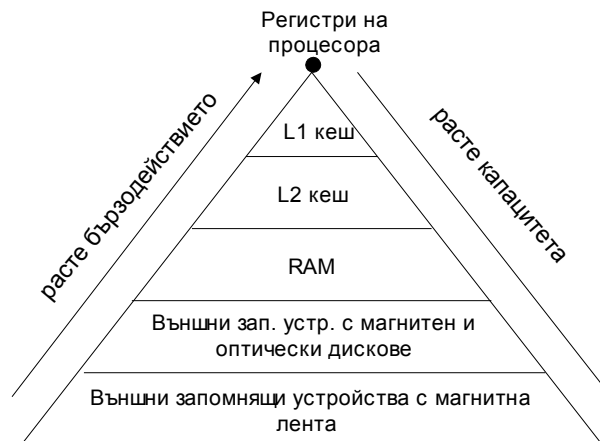 Регистри на
процесора
расте бързодействието
расте капацитета
L1 кеш
L2 кеш
RAM
Външни зап. устр. с магнитен и
оптически дискове
Външни запомнящи устройства с магнитна
лента